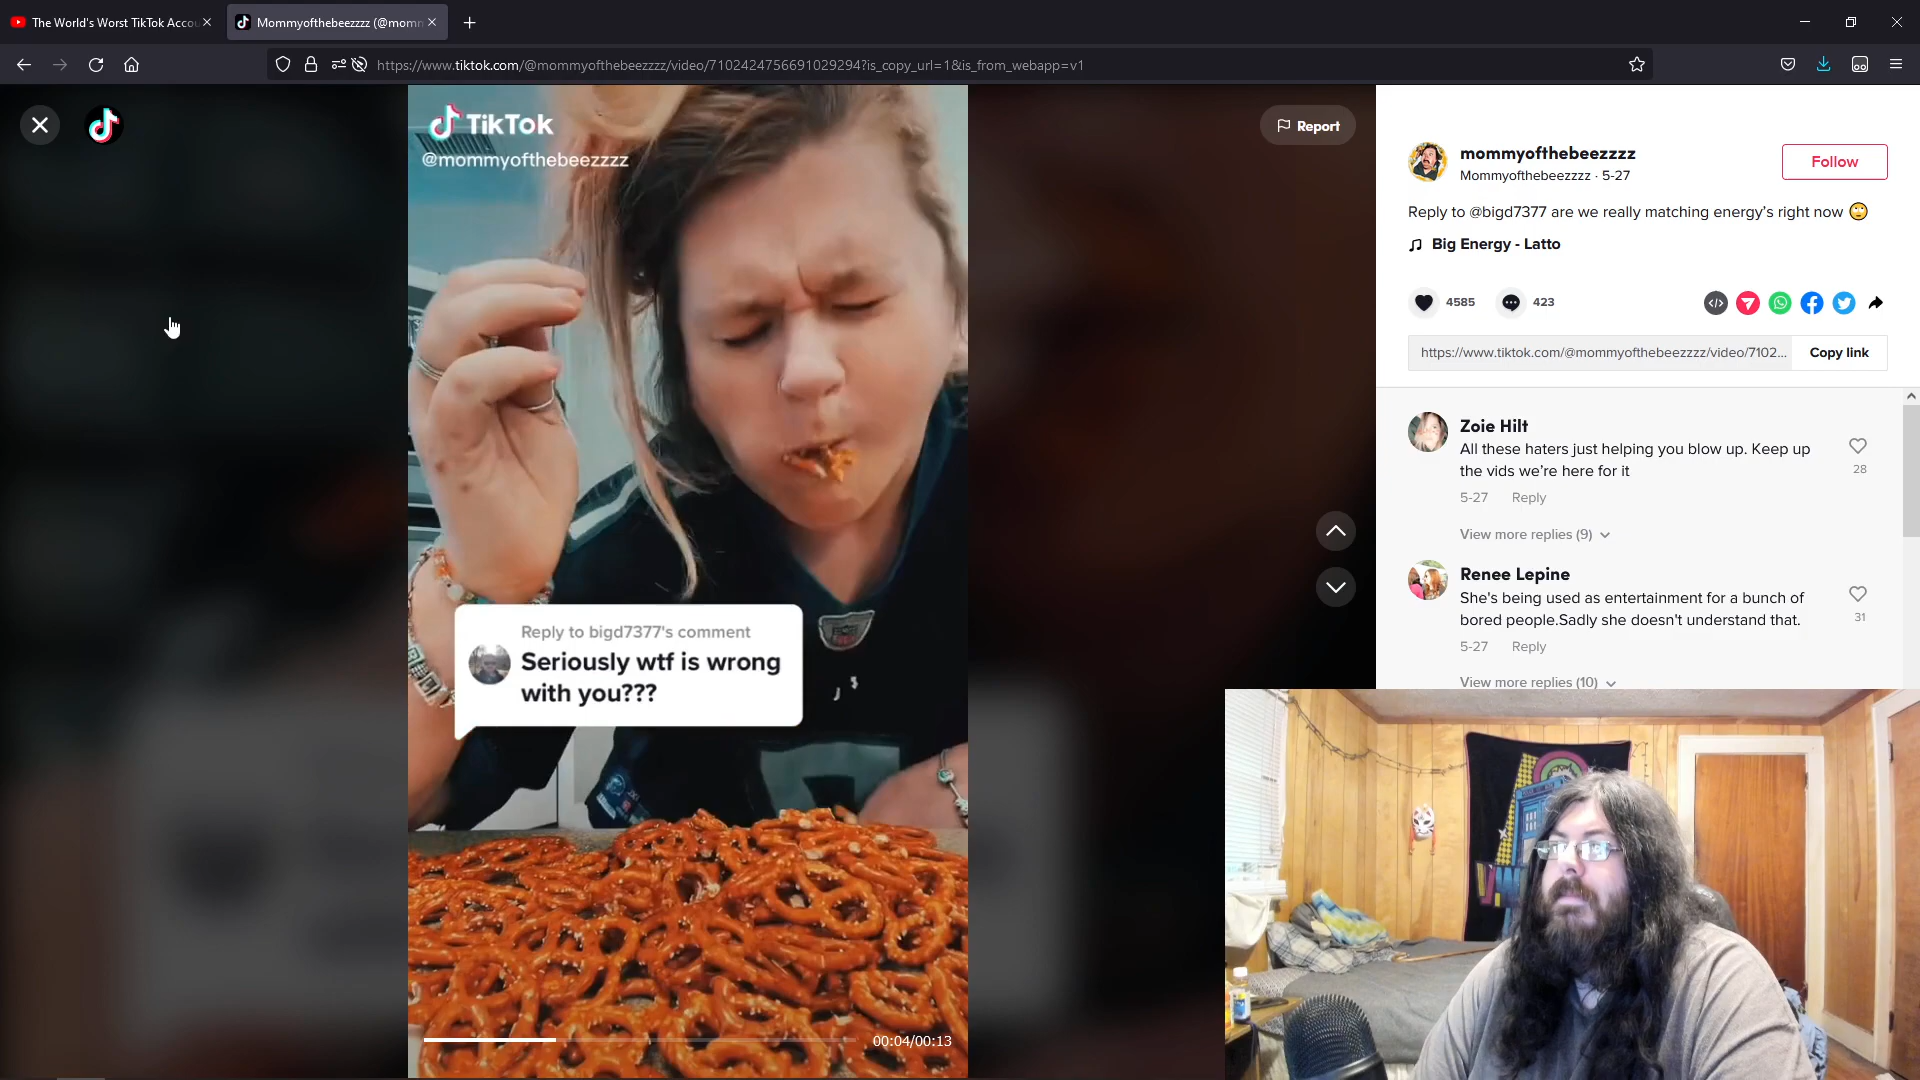 The World's Worst TikTok Accou
Mommyofthebeezzzz (@momm
https://www.tiktok.com/@mommyofthebeezzzz/video/7102424756691029294?is_copy_url=1&is_from_webapp=v1
TikTok
@mommyofthebeezzzz
Report
Reply to bigd7377's comment
Seriously wtf is wrong
with you???
00:04/00:13
mommyofthebeezzzz
Mommyofthebeezzzz · 5-27
Follow
Reply to @bigd7377 are we really matching energy's right now 🙄
Big Energy - Latto
4585
423
https://www.tiktok.com/@mommyofthebeezzzz/video/7102...
Copy link
Zoie Hilt
All these haters just helping you blow up. Keep up
the vids we're here for it
28
5-27 Reply
View more replies (9)
Renee Lepine
She's being used as entertainment for a bunch of
bored people.Sadly she doesn't understand that.
31
5-27 Reply
View more replies (10)